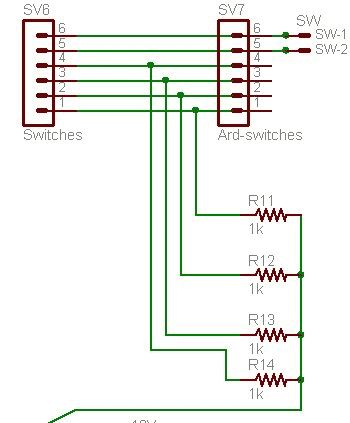 SV6
SV7
SW
6
6
SW-1
5
5
SW-2
4
4
3
3
2
2
1
1
Switches
Ard-switches
R11
1k
R12
1k
R13
1k
R14
1k